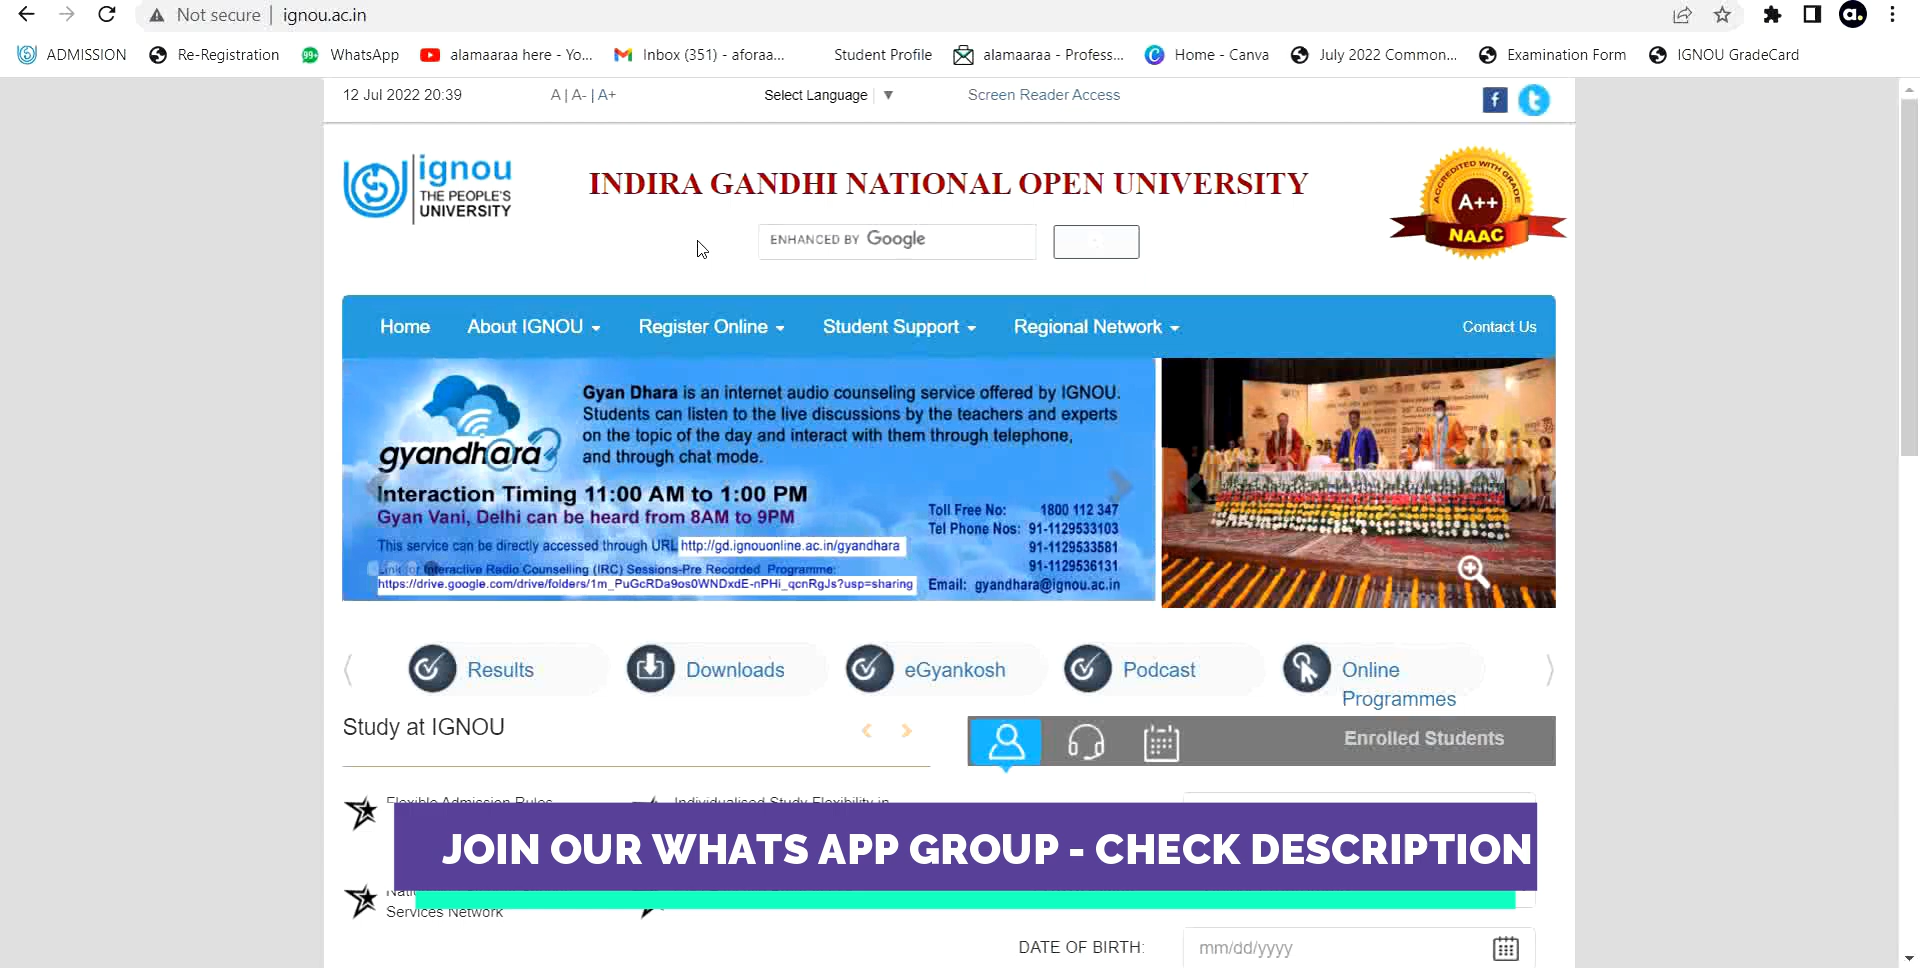 Not secure | ignou.ac.in
ADMISSION Re-Registration 99+ WhatsApp alamaaraa here - Yo... Inbox (351) - aforaa... Student Profile alamaaraa - Profess... Home - Canva July 2022 Common... Examination Form IGNOU GradeCard
12 Jul 2022 20:39 A | A- | A+ Select Language ▼ Screen Reader Access
ignou
THE PEOPLE'S
UNIVERSITY
INDIRA GANDHI NATIONAL OPEN UNIVERSITY
ENHANCED BY Google
ACCREDITED WITH GRADE
A++
NAAC
Home About IGNOU Register Online Student Support Regional Network Contact Us
gyandhara
Gyan Dhara is an internet audio counseling service offered by IGNOU.
Students can listen to the live discussions by the teachers and experts
on the topic of the day and interact with them through telephone,
and through chat mode.
Interaction Timing 11:00 AM to 1:00 PM
Gyan Vani, Delhi can be heard from 8AM to 9PM
This service can be directly accessed through URL http://gd.ignouonline.ac.in/gyandhara
Link for Interactive Radio Counselling (IRC) Sessions-Pre Recorded Programme:
https://drive.google.com/drive/folders/1m_PuGcRDa9os0WNDxdE-nPHi_qcnRgJs?usp=sharing
Toll Free No: 1800 112 347
Tel Phone Nos: 91-1129533103
91-1129533581
91-1129536131
Email: gyandhara@ignou.ac.in
Results Downloads eGyankosh Podcast Online
Programmes
Study at IGNOU
Enrolled Students
Flexible Admission Rules
Individualised Study Flexibility in
JOIN OUR WHATS APP GROUP - CHECK DESCRIPTION
Services Network
DATE OF BIRTH: mm/dd/yyyy